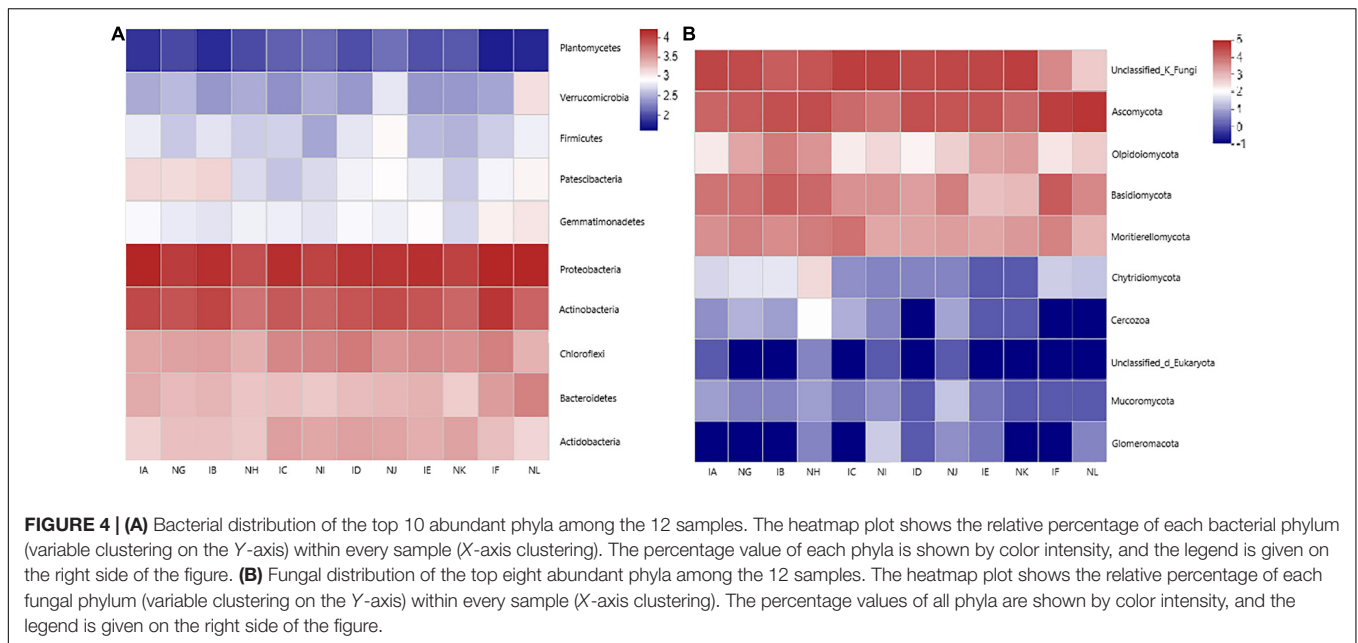 A
4
3.5
3
2.5
Plantomycetes
Verrucomicrobia
Firmicutes
Patescibacteria
Gemmatimonadetes
Proteobacteria
Actinobacteria
Chloroflexi
Bacteroidetes
Actidobacteria
IA NG IB NH IC NI ID NJ IE NK IF NL
B
5
4
3
2
1
0
-1
Unclassified_K_Fungi
Ascomycota
Olpidoiomycota
Basidiomycota
Moritierellomycota
Chytridiomycota
Cercozoa
Unclassified_d_Eukaryota
Mucoromycota
Glomeromacota
IA NG IB NH IC NI ID NJ IE NK IF NL
FIGURE 4 | (A) Bacterial distribution of the top 10 abundant phyla among the 12 samples. The heatmap plot shows the relative percentage of each bacterial phylum
(variable clustering on the Y-axis) within every sample (X-axis clustering). The percentage value of each phyla is shown by color intensity, and the legend is given on
the right side of the figure. (B) Fungal distribution of the top eight abundant phyla among the 12 samples. The heatmap plot shows the relative percentage of each
fungal phylum (variable clustering on the Y-axis) within every sample (X-axis clustering). The percentage values of all phyla are shown by color intensity, and the
legend is given on the right side of the figure.